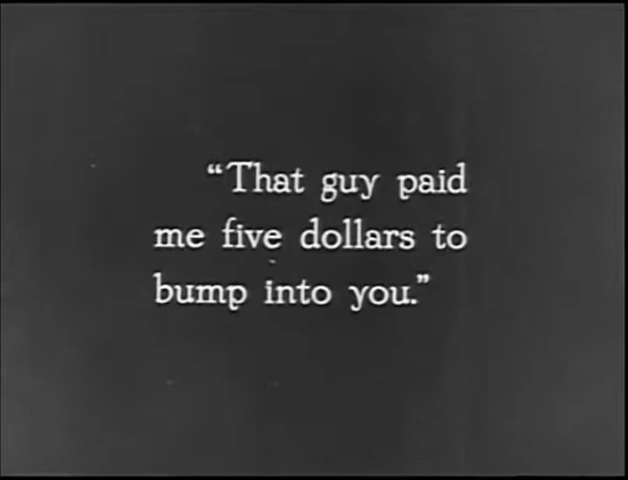 “That guy paid
me five dollars to
bump into you.”